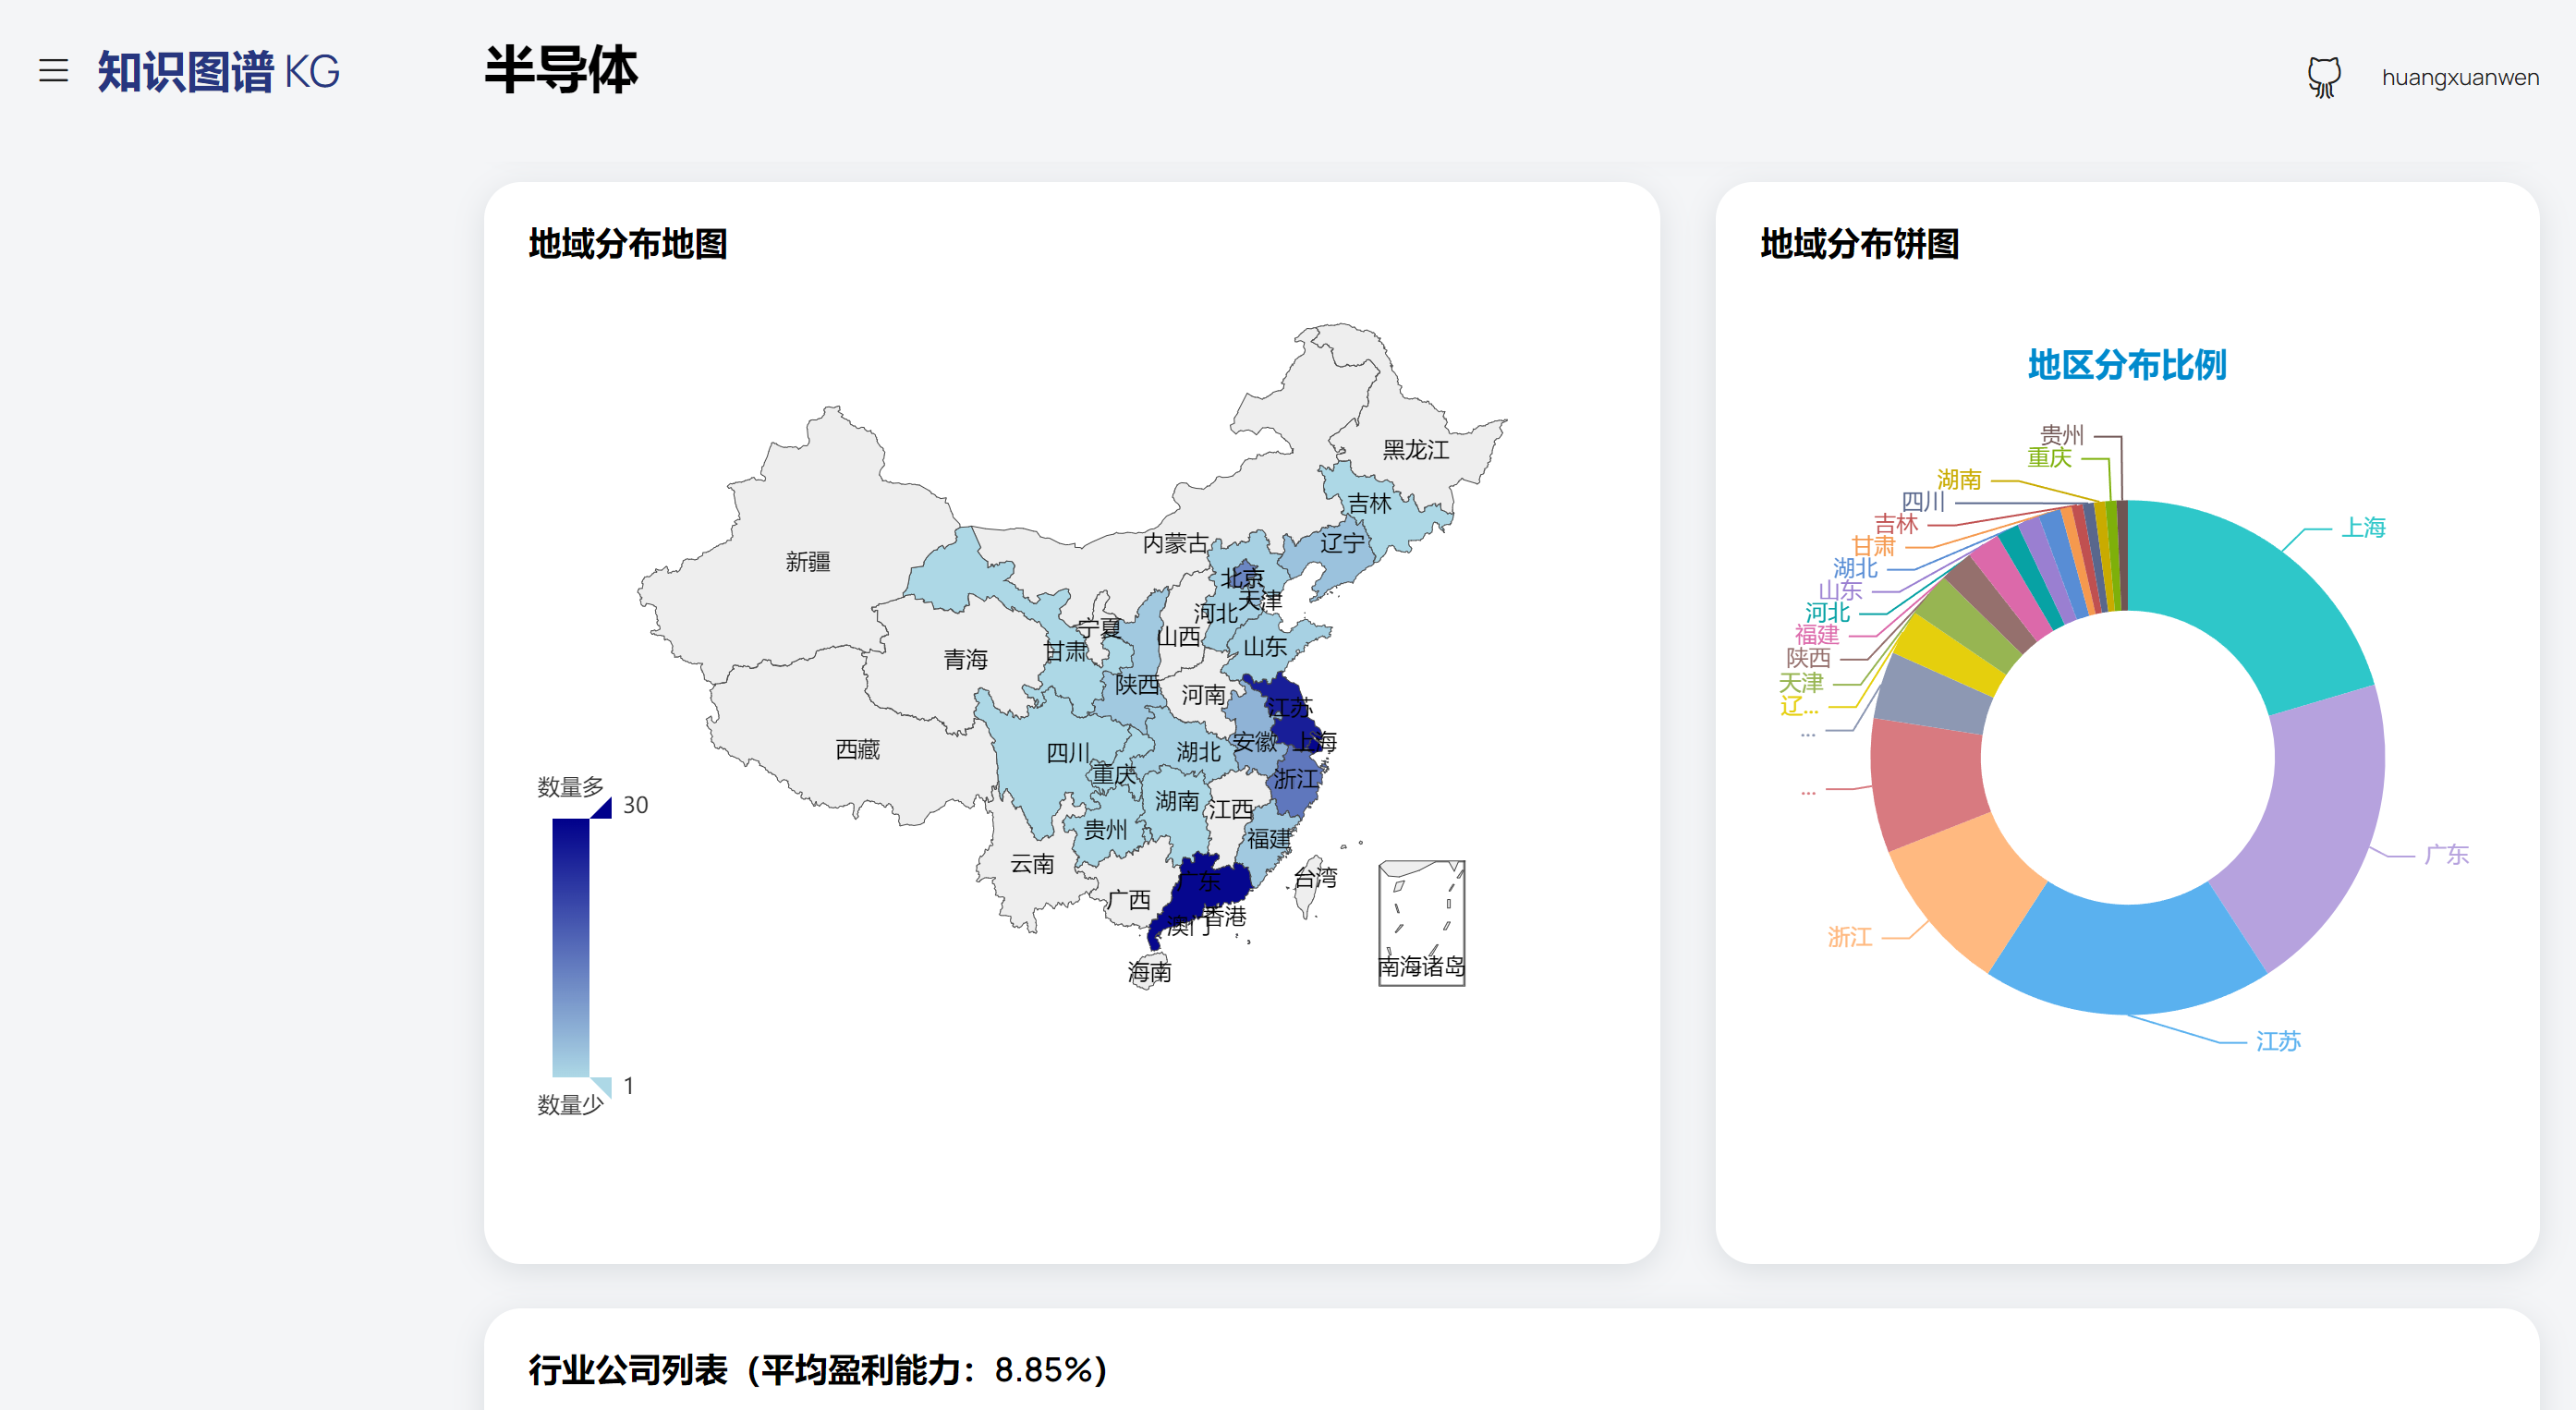 知识图谱 KG
半导体
huangxuanwen
地域分布地图
黑龙江
吉林
内蒙古
辽宁
新疆
北京
天津
河北
宁夏
山西
甘肃
山东
青海
陕西
河南
江苏
安徽
上海
西藏
四川
湖北
重庆
浙江
湖南
江西
贵州
福建
云南
广东
台湾
广西
香港
澳门
海南
南海诸岛
数量多
30
1
数量少
地域分布饼图
地区分布比例
贵州
重庆
湖南
四川
吉林
甘肃
湖北
山东
河北
福建
陕西
天津
辽...
...
...
浙江
上海
广东
江苏
行业公司列表（平均盈利能力：8.85%）